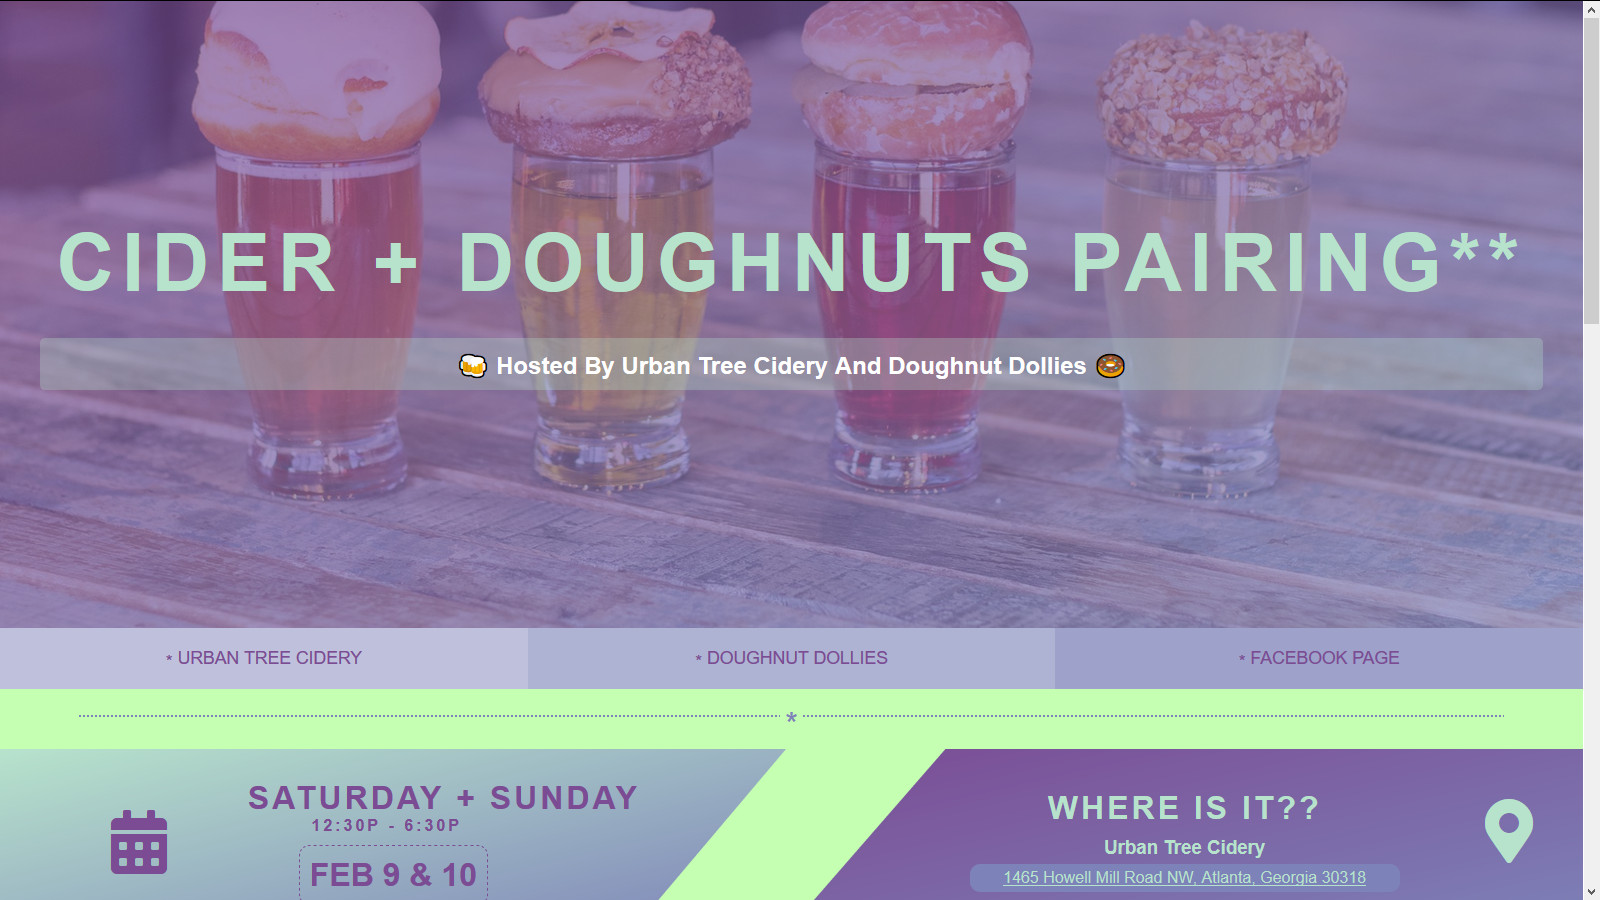 CIDER + DOUGHNUTS PAIRING**
🍻 Hosted By Urban Tree Cidery And Doughnut Dollies 🍩
* URBAN TREE CIDERY
* DOUGHNUT DOLLIES
* FACEBOOK PAGE
*
SATURDAY + SUNDAY
12:30P - 6:30P
FEB 9 & 10
WHERE IS IT??
Urban Tree Cidery
1465 Howell Mill Road NW, Atlanta, Georgia 30318